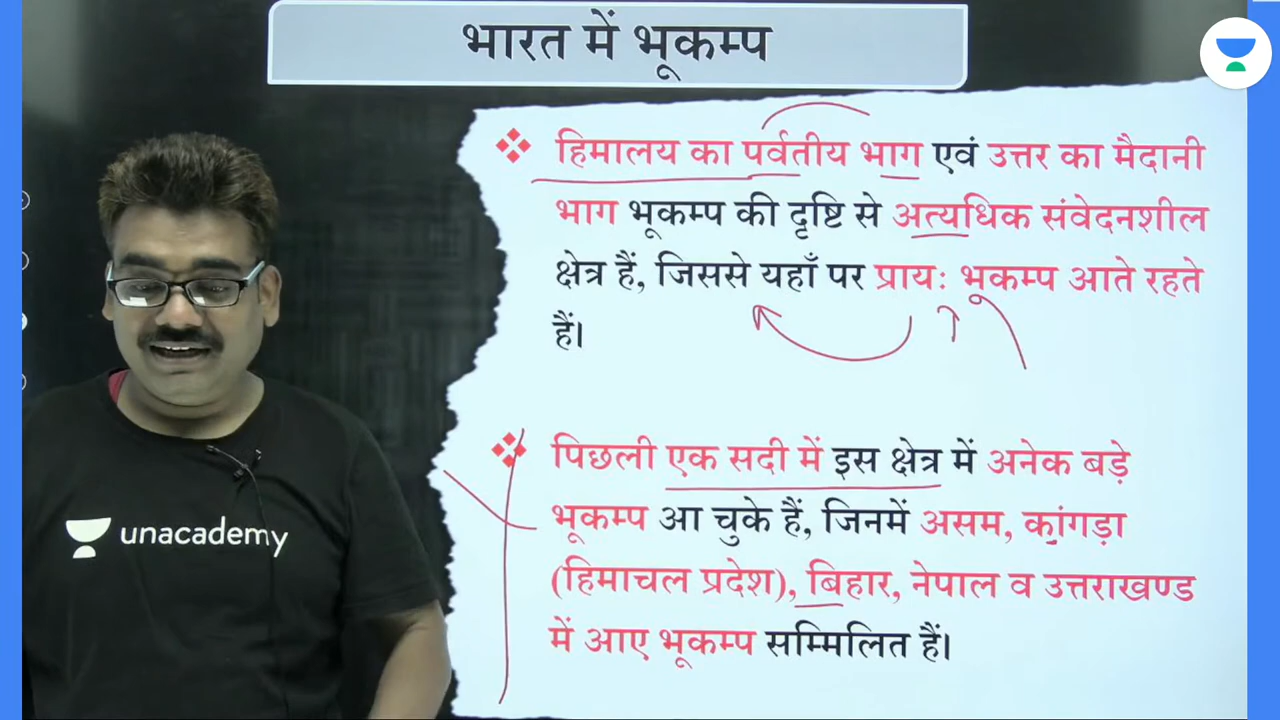 भारत में भूकम्प
❖ हिमालय का पर्वतीय भाग एवं उत्तर का मैदानी
भाग भूकम्प की दृष्टि से अत्यधिक संवेदनशील
क्षेत्र हैं, जिससे यहाँ पर प्रायः भूकम्प आते रहते
हैं।
❖ पिछली एक सदी में इस क्षेत्र में अनेक बड़े
भूकम्प आ चुके हैं, जिनमें असम, कांगड़ा
(हिमाचल प्रदेश), बिहार, नेपाल व उत्तराखण्ड
में आए भूकम्प सम्मिलित हैं।
unacademy